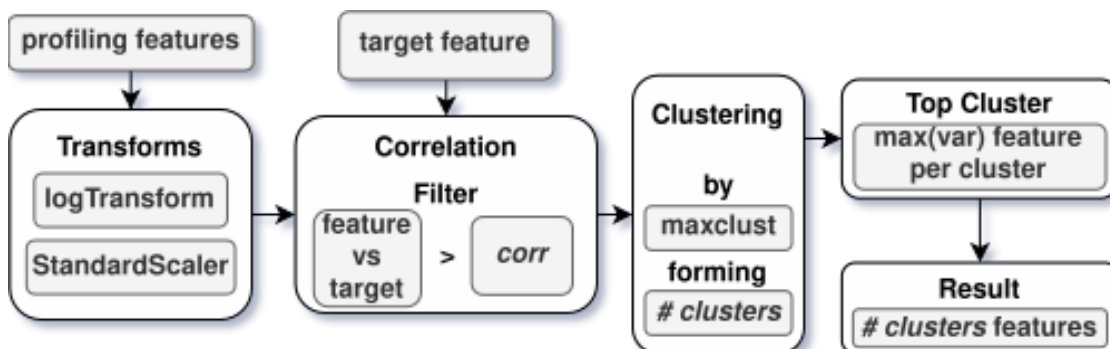 profiling features
Transforms
logTransform
StandardScaler
target feature
Correlation
Filter
feature
vs
target
>
corr
Clustering
by
maxclust
forming
# clusters
Top Cluster
max(var) feature
per cluster
Result
# clusters features